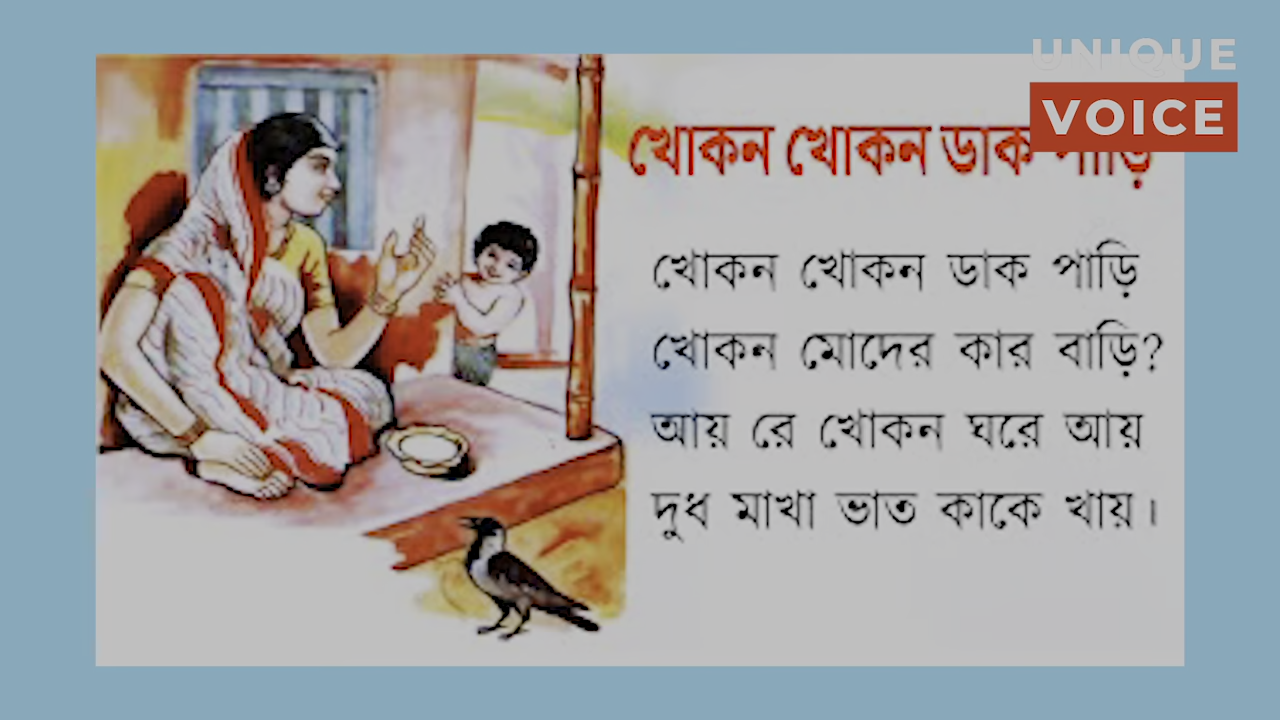 UNIQUE
VOICE
খোকন খোকন ডাক পাড়ি
খোকন খোকন ডাক পাড়ি
খোকন মোদের কার বাড়ি?
আয় রে খোকন ঘরে আয়
দুধ মাখা ভাত কাকে খায়।